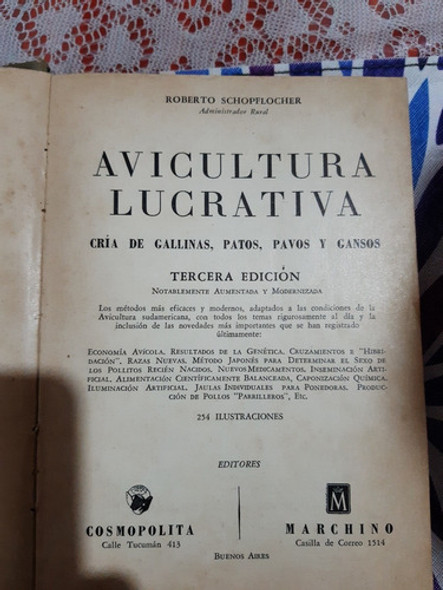 ROBERTO SCHOPFLOCHER
Administrador Rural
AVICULTURA
LUCRATIVA
CRÍA DE GALLINAS, PATOS, PAVOS Y GANSOS
TERCERA EDICIÓN
NOTABLEMENTE AUMENTADA Y MODERNIZADA
Los métodos más eficaces y modernos, adaptados a las condiciones de la
Avicultura sudamericana, con todos los temas rigurosamente al día y la
inclusión de las novedades más importantes que se han registrado
últimamente:
ECONOMÍA AVÍCOLA, RESULTADOS DE LA GENÉTICA, CRUZAMIENTOS E "HIBRI-
DACIÓN", RAZAS NUEVAS, MÉTODO JAPONÉS PARA DETERMINAR EL SEXO DE
LOS POLLITOS RECIÉN NACIDOS, NUEVOS MEDICAMENTOS, INSEMINACIÓN ARTI-
FICIAL, ALIMENTACIÓN CIENTÍFICAMENTE BALANCEADA, CAPONIZACIÓN QUÍMICA,
ILUMINACIÓN ARTIFICIAL, JAULAS INDIVIDUALES PARA PONEDORAS, PRODUC-
CIÓN DE POLLOS "PARRILLEROS", ETC.
254 ILUSTRACIONES
EDITORES
COSMOPOLITA
Calle Tucumán 413
M
MARCHINO
Casilla de Correo 1514
BUENOS AIRES